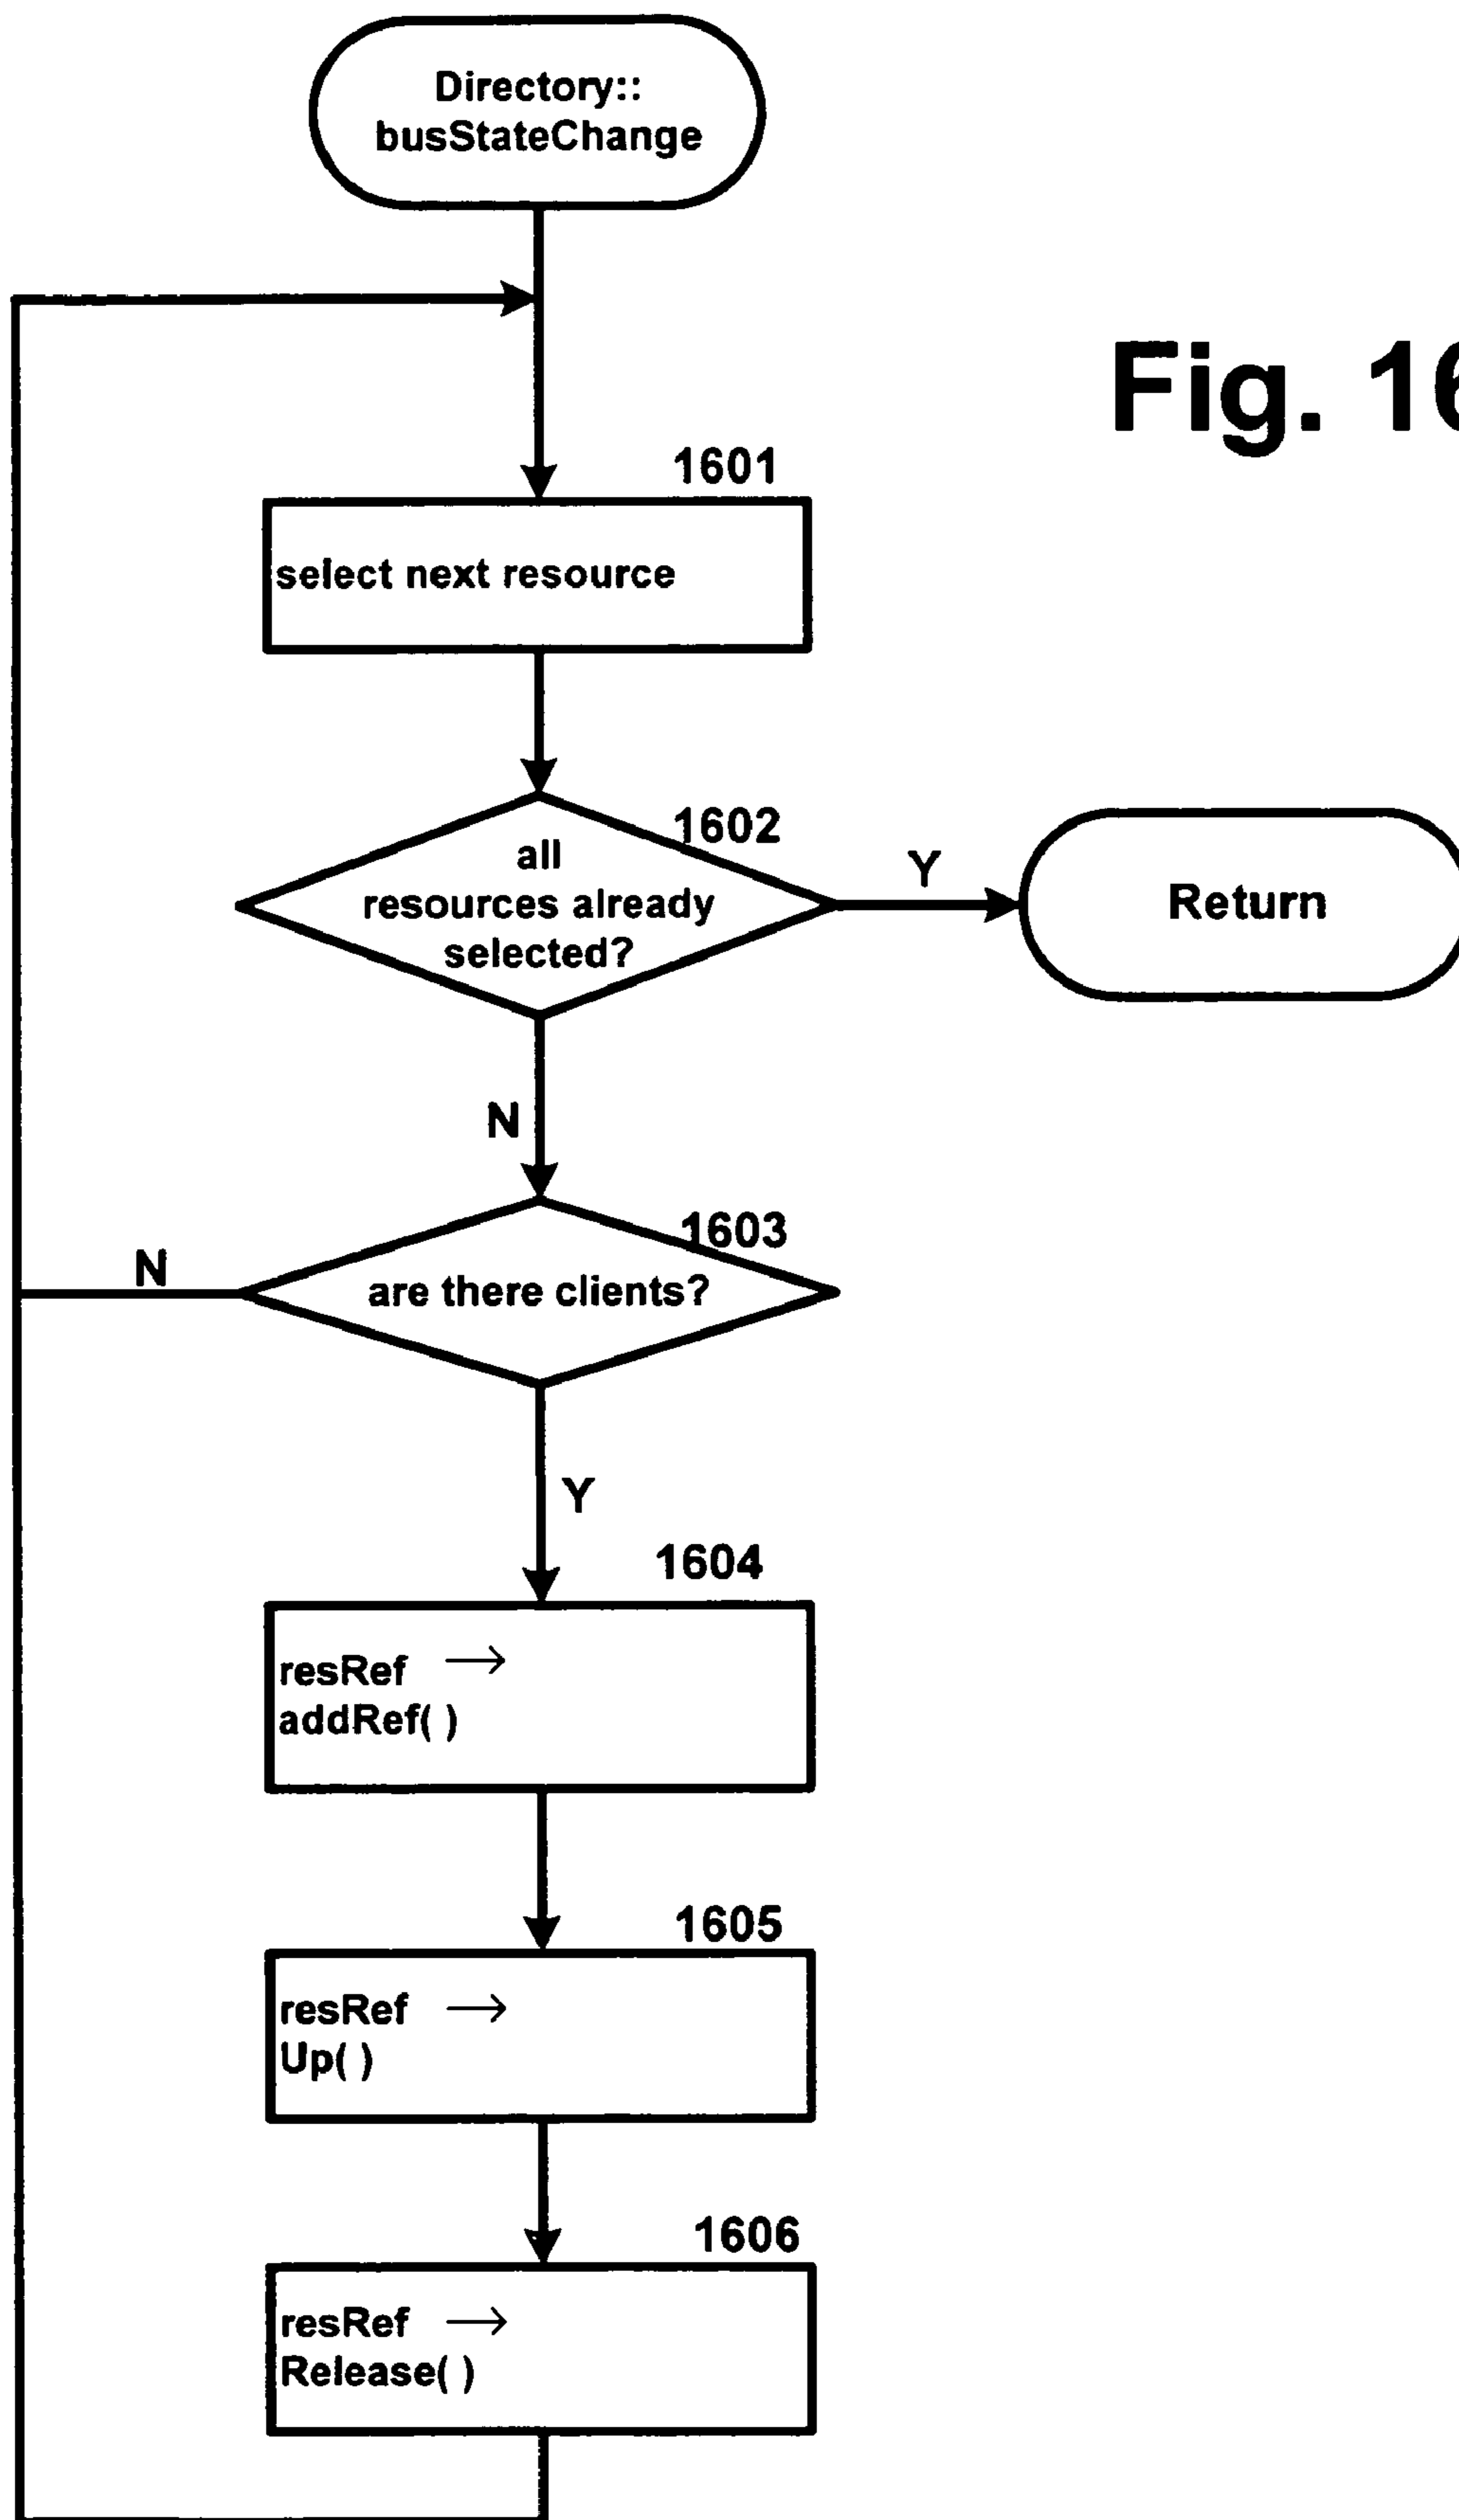 Directory::
busStateChange
Fig. 16
1601
select next resource
1602
all
resources already
selected?
Y
Return
N
1603
are there clients?
N
Y
1604
resRef →
addRef( )
1605
resRef →
Up( )
1606
resRef →
Release( )